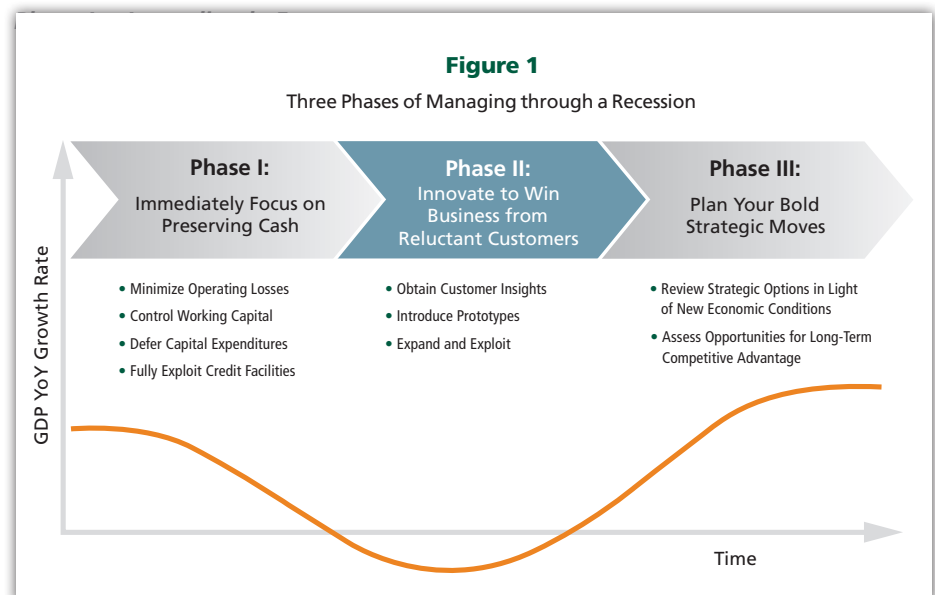 Figure 1
Three Phases of Managing through a Recession
Phase I:
Immediately Focus on
Preserving Cash
Phase II:
Innovate to Win
Business from
Reluctant Customers
Phase III:
Plan Your Bold
Strategic Moves
• Minimize Operating Losses
• Control Working Capital
• Defer Capital Expenditures
• Fully Exploit Credit Facilities
• Obtain Customer Insights
• Introduce Prototypes
• Expand and Exploit
• Review Strategic Options in Light
of New Economic Conditions
• Assess Opportunities for Long-Term
Competitive Advantage
GDP YoY Growth Rate
Time